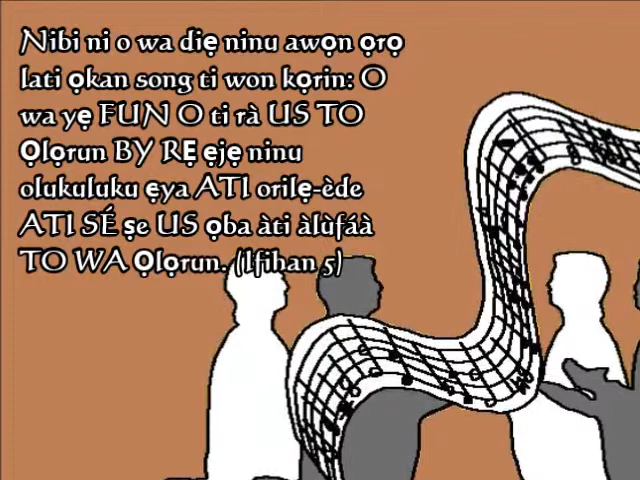 Nibi ni o wa diẹ ninu awọn ọrọ
lati ọkan song ti won kọrin: O
wa yẹ FUN O ti rà US TO
Ọlọrun BY RẸ ẹjẹ ninu
olukuluku ẹya ATI orilẹ-ède
ATI SÉ ṣe US ọba àti àlùfáà
TO WA Ọlọrun. (Ifihan 5)